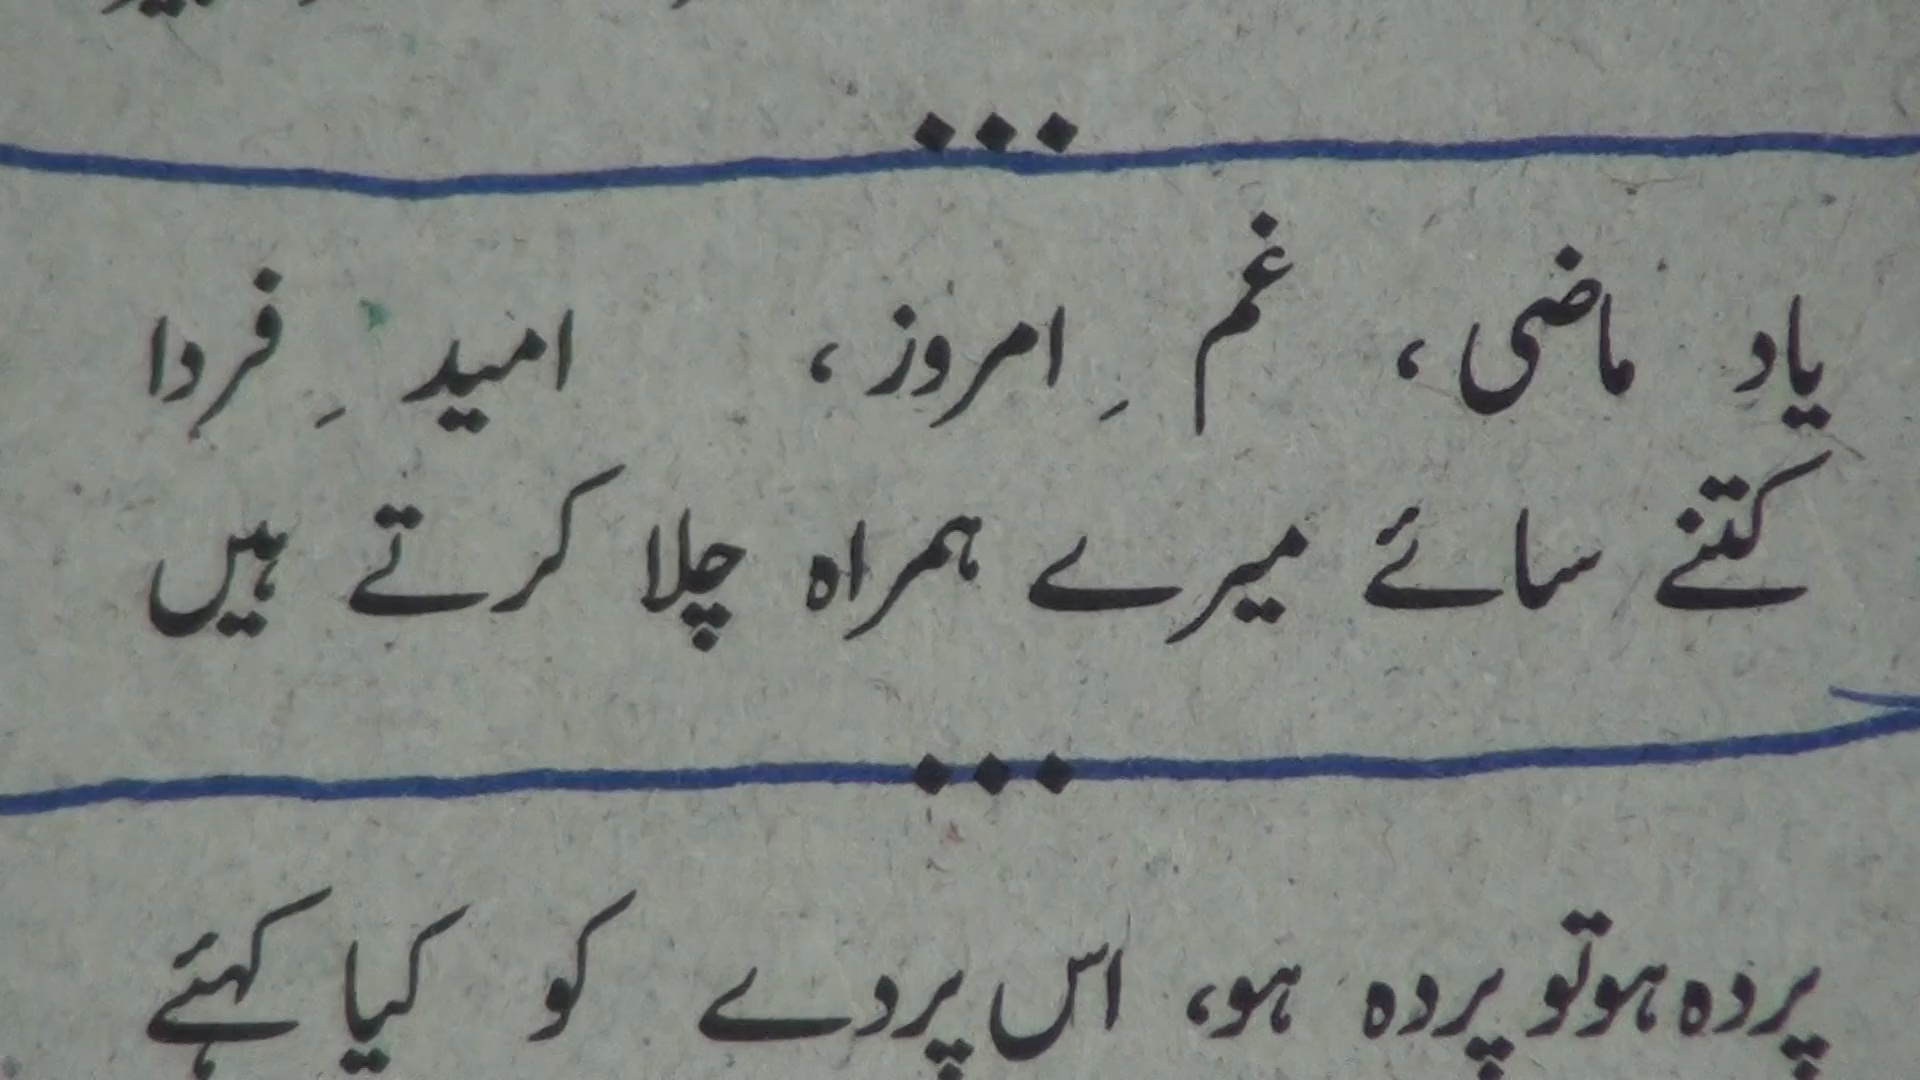 یاد ماضی، غم ِ امروز، امید ِ فردا
کتنے سائے میرے ہمراہ چلا کرتے ہیں
پردہ ہو تو پردہ ہو، اس پردے کو کیا کہئے